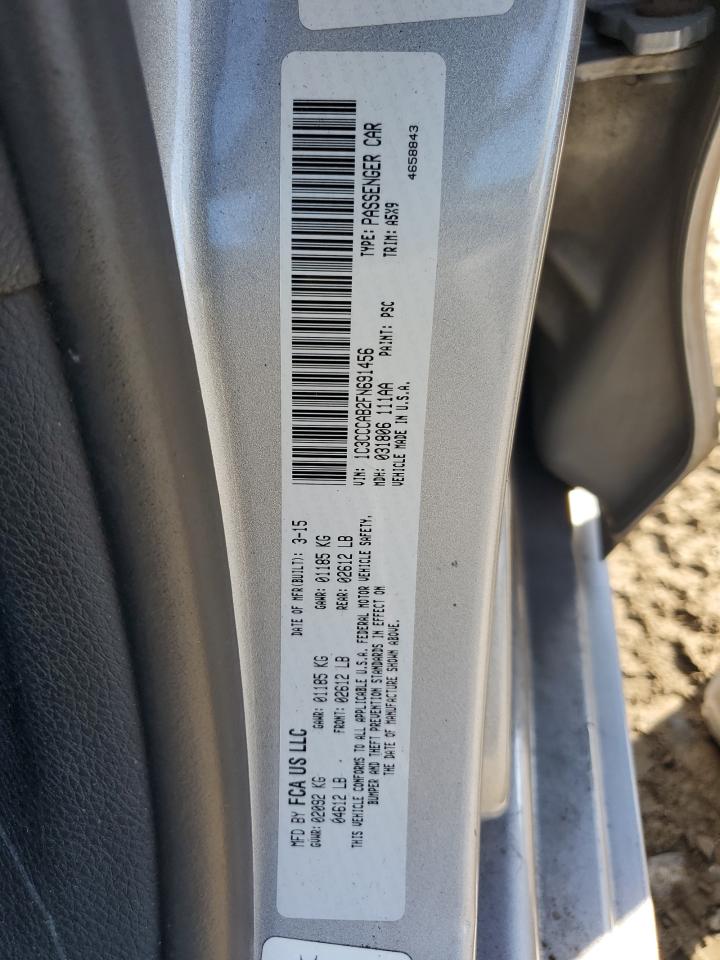 MFD BY FCA US LLC DATE OF MFR(BUILT): 3-15
GVWR: 02092 KG GAWR: 01185 KG GAWR: 01185 KG
04612 LB FRONT: 02612 LB REAR: 02612 LB
THIS VEHICLE CONFORMS TO ALL APPLICABLE U.S.A. FEDERAL MOTOR VEHICLE SAFETY,
BUMPER AND THEFT PREVENTION STANDARDS IN EFFECT ON
THE DATE OF MANUFACTURE SHOWN ABOVE.
VIN: 1C3CCCAB2FN691456 TYPE: PASSENGER CAR
MDH: 031806 111AA PAINT: PSC TRIM: A5X9
VEHICLE MADE IN U.S.A. 4658843